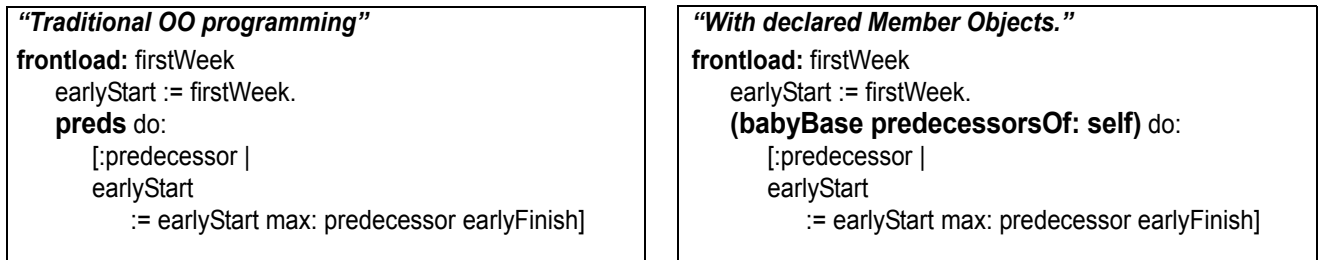 “Traditional OO programming”
frontload: firstWeek
earlyStart := firstWeek.
preds do:
[:predecessor |
earlyStart
:= earlyStart max: predecessor earlyFinish]
“With declared Member Objects.”
frontload: firstWeek
earlyStart := firstWeek.
(babyBase predecessorsOf: self) do:
[:predecessor |
earlyStart
:= earlyStart max: predecessor earlyFinish]